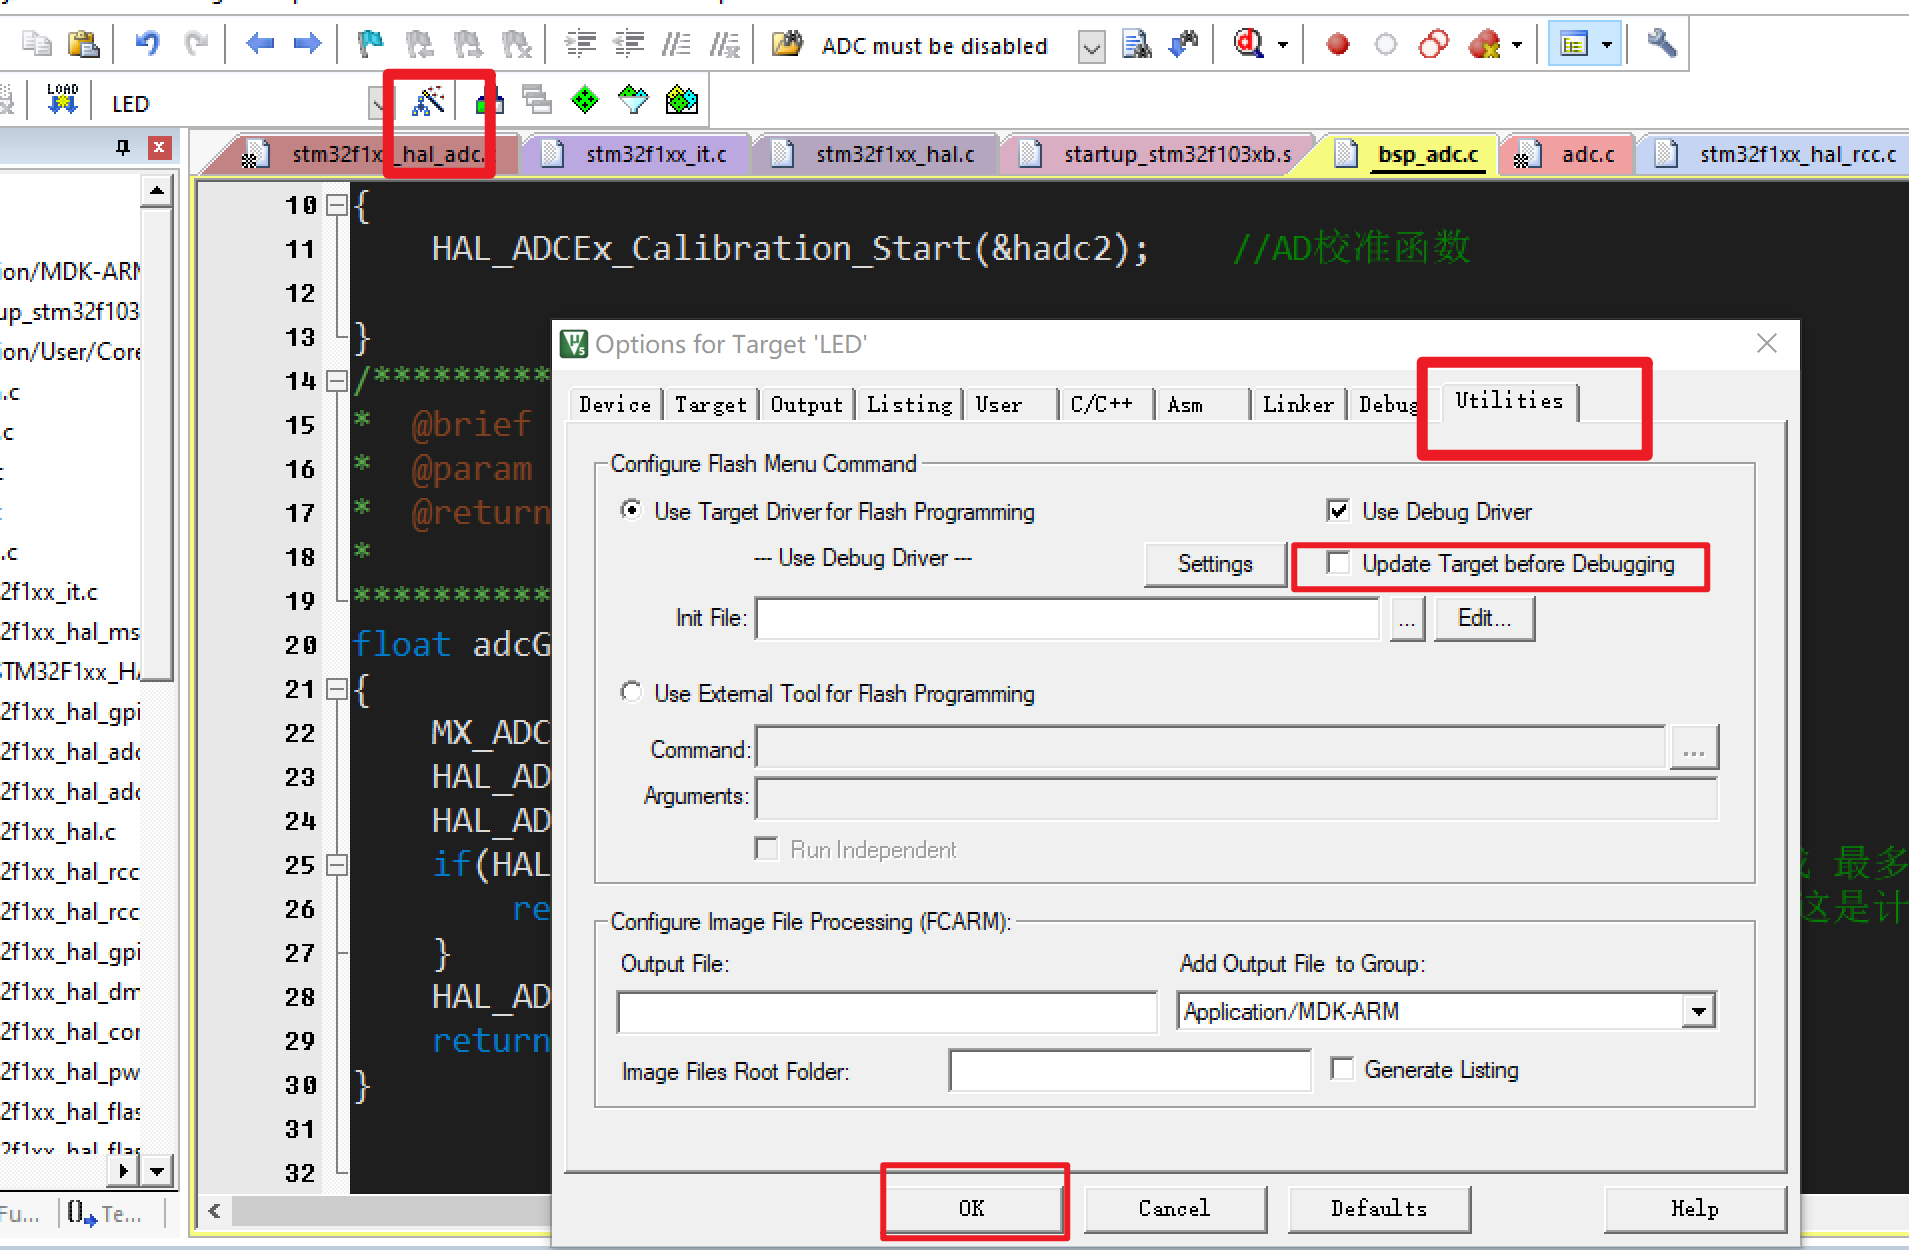 ADC must be disabled
LOAD
LED
stm32f1x
_hal_adc.
stm32f1xx_it.c
stm32f1xx_hal.c
startup_stm32f103xb.s
bsp_adc.c
adc.c
stm32f1xx_hal_rcc.c
ion/MDK-ARM
up_stm32f103
ion/User/Core
.c
.c
.c
2f1xx_it.c
2f1xx_hal_ms
STM32F1xx_HA
2f1xx_hal_gpi
2f1xx_hal_adc
2f1xx_hal_adc
2f1xx_hal.c
2f1xx_hal_rcc
2f1xx_hal_rcc
2f1xx_hal_gpi
2f1xx_hal_dm
2f1xx_hal_cor
2f1xx_hal_pw
2f1xx_hal_flas
2f1xx_hal_flas
Fu...
{} Te...
10 {
11 HAL_ADCEx_Calibration_Start(&hadc2); //AD校准函数
12
13 }
14 /**********
15 * @brief
16 * @param
17 * @return
18 *
19 **********
20 float adcG
21 {
22 MX_ADC
23 HAL_AD
24 HAL_AD
25 if(HAL
最多
26 re
这是计
27 }
28 HAL_AD
29 return
30 }
31
32
Options for Target 'LED'
Device Target Output Listing User C/C++ Asm Linker Debug Utilities
Configure Flash Menu Command
Use Target Driver for Flash Programming
Use Debug Driver
--- Use Debug Driver ---
Settings
Update Target before Debugging
Init File:
...
Edit...
Use External Tool for Flash Programming
Command:
...
Arguments:
Run Independent
Configure Image File Processing (FCARM):
Output File:
Add Output File to Group:
Application/MDK-ARM
Image Files Root Folder:
Generate Listing
OK
Cancel
Defaults
Help